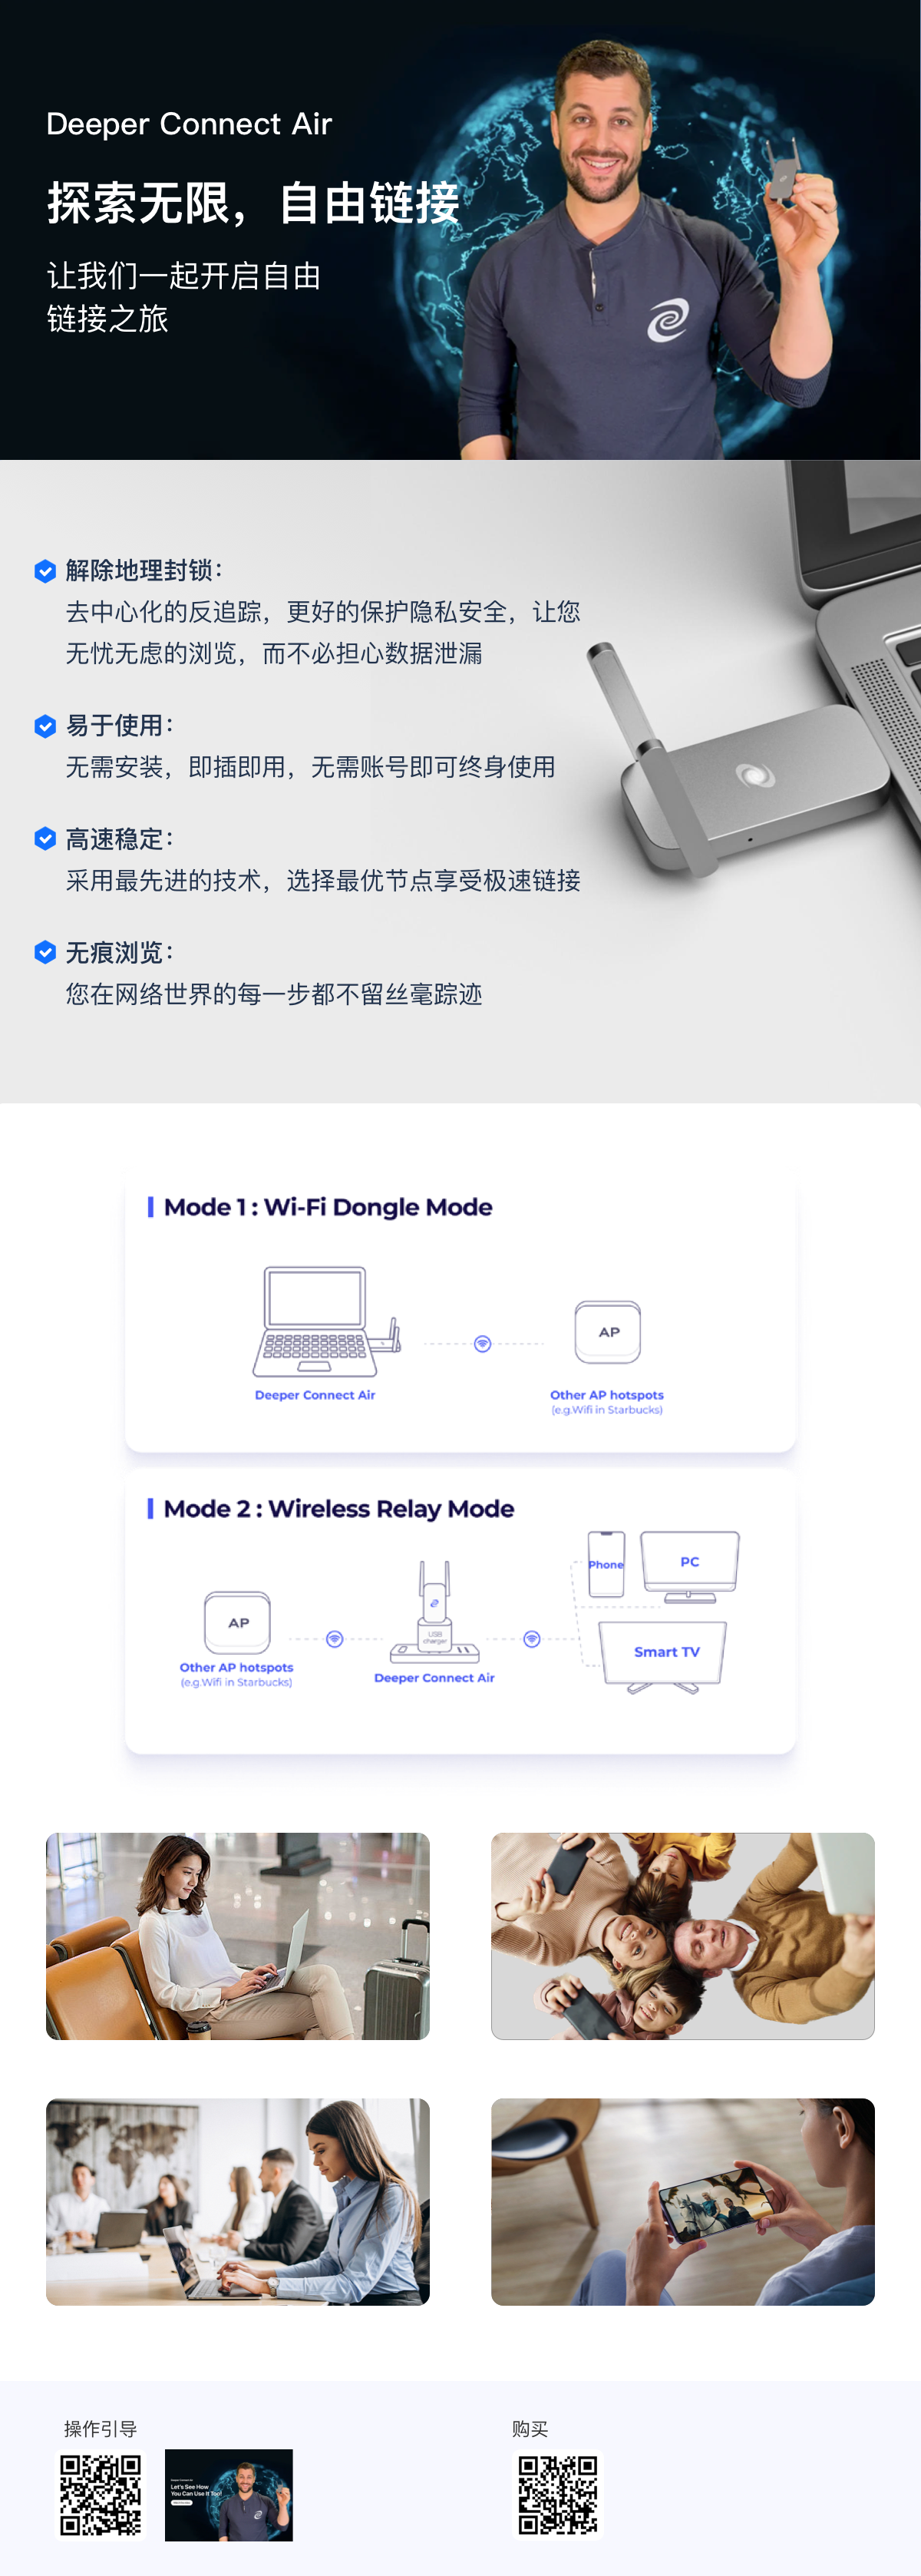 Deeper Connect Air
探索无限，自由链接
让我们一起开启自由
链接之旅
解除地理封锁：
去中心化的反追踪，更好的保护隐私安全，让您
无忧无虑的浏览，而不必担心数据泄漏
易于使用：
无需安装，即插即用，无需账号即可终身使用
高速稳定：
采用最先进的技术，选择最优节点享受极速链接
无痕浏览：
您在网络世界的每一步都不留丝毫踪迹
Mode 1 : Wi-Fi Dongle Mode
AP
Deeper Connect Air
Other AP hotspots
(e.g.Wifi in Starbucks)
Mode 2 : Wireless Relay Mode
Phone
PC
AP
USB
charger
Smart TV
Other AP hotspots
(e.g.Wifi in Starbucks)
Deeper Connect Air
操作引导
购买
Deeper Connect Air
Let's See How
You Can Use It Too!